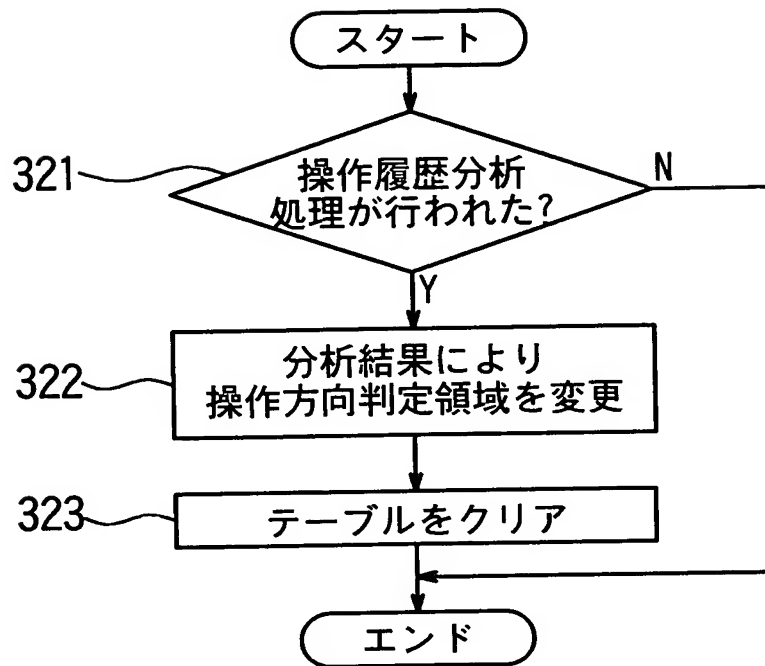 スタート
321
操作履歴分析
処理が行われた?
N
Y
322
分析結果により
操作方向判定領域を変更
323
テーブルをクリア
エンド